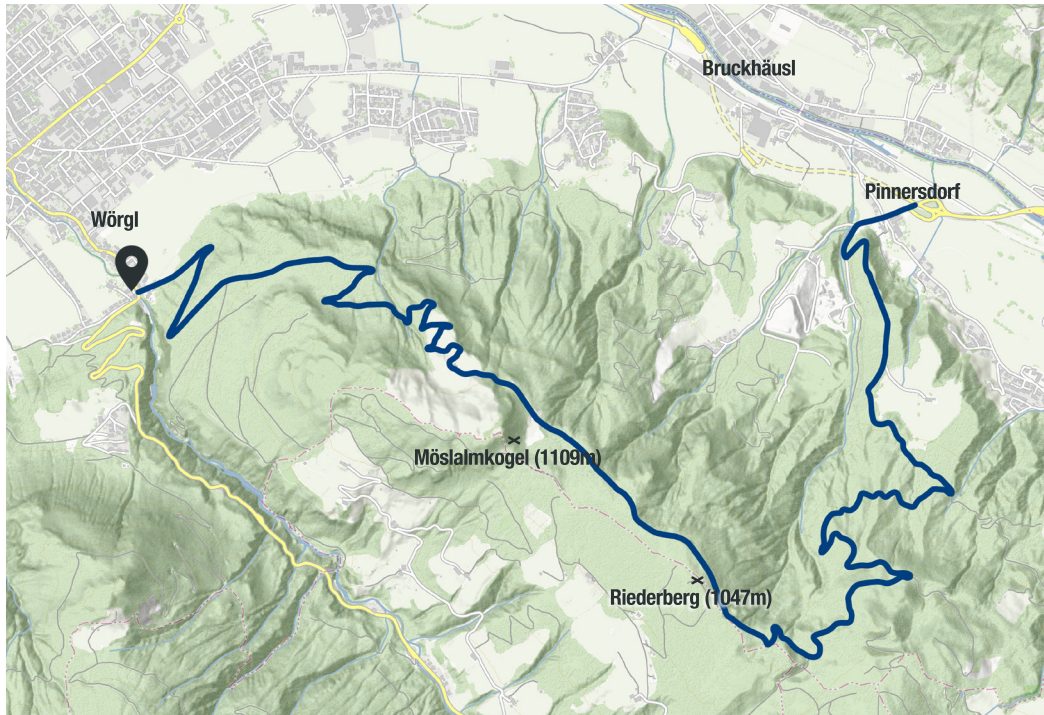 Bruckhäusl
Pinnersdorf
Wörgl
Möslalmkogel (1109m)
Riederberg (1047m)